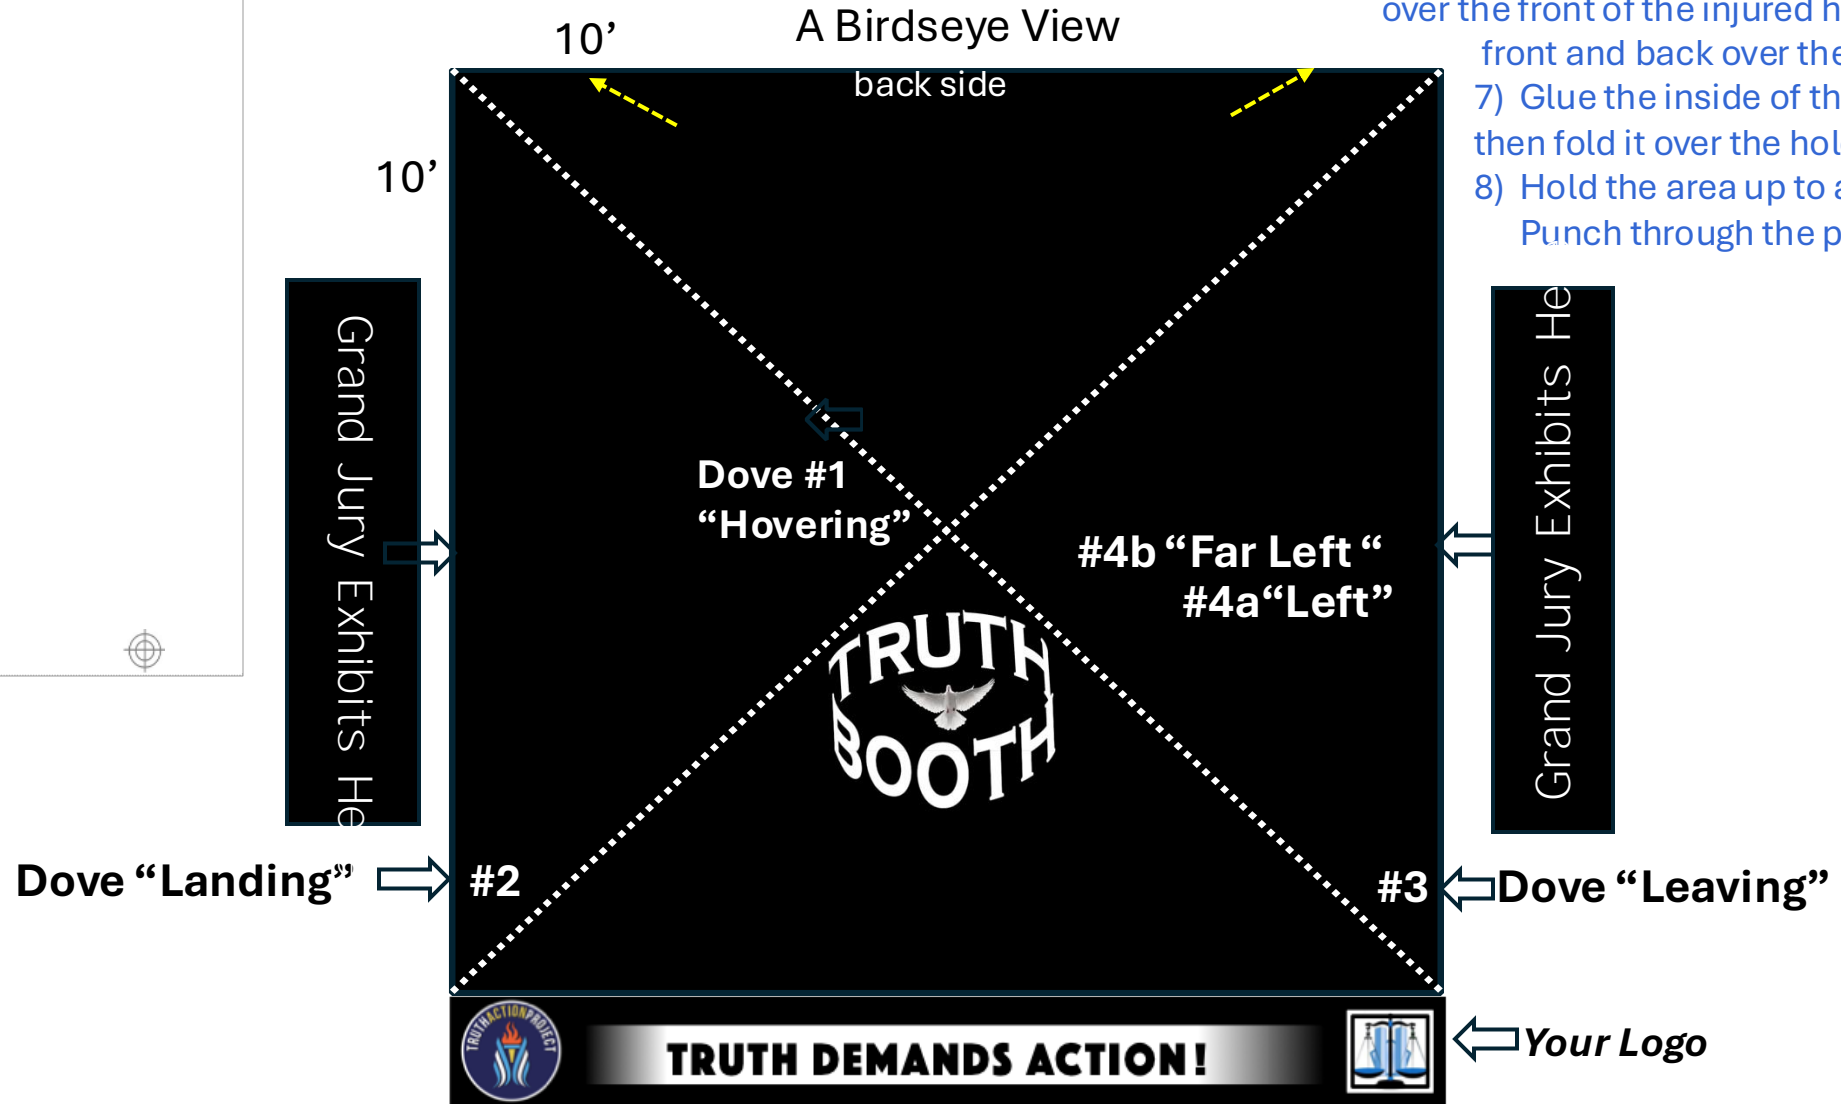 A Birdseye View
10’
back side
10’
over the front of the injured h
front and back over the
7) Glue the inside of th
then fold it over the hol
8) Hold the area up to a
Punch through the p
Grand Jury Exhibits He
Dove #1
“Hovering”
#4b “Far Left “
#4a“Left”
Grand Jury Exhibits He
TRUTH
BOOTH
Dove “Landing”
#2
#3
Dove “Leaving”
TRUTHACTIONPROJECT
TRUTH DEMANDS ACTION!
Your Logo